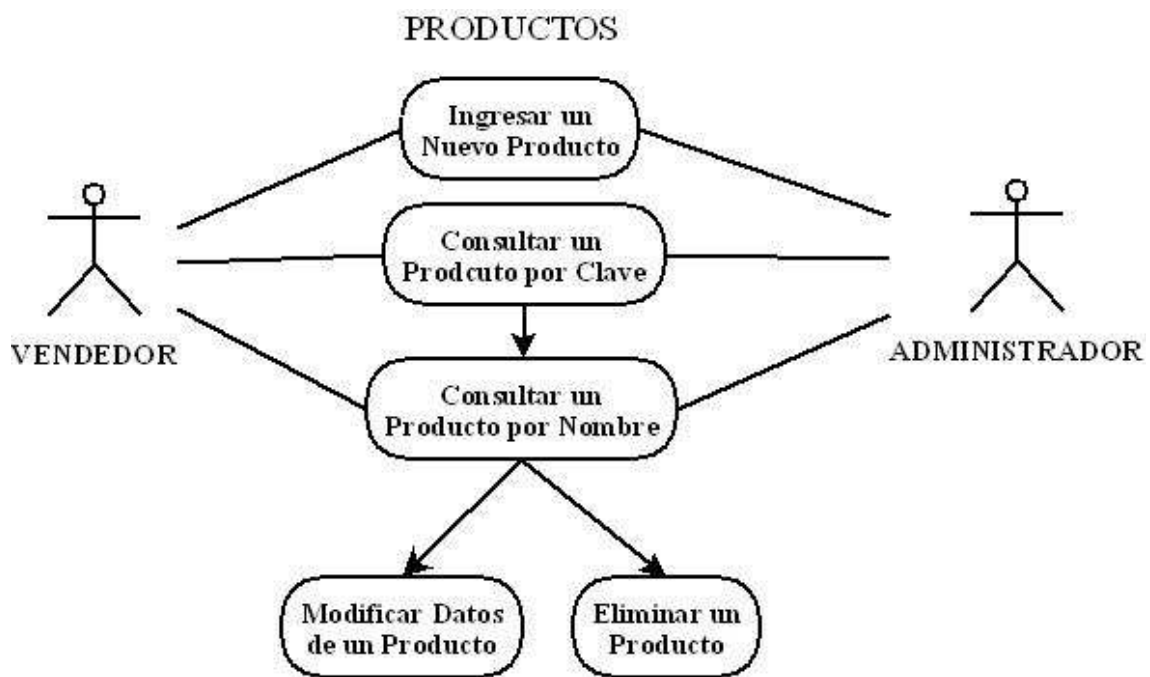 PRODUCTOS
Ingresar un
Nuevo Producto
Consultar un
Prodcuto por Clave
VENDEDOR
ADMINISTRADOR
Consultar un
Producto por Nombre
Modificar Datos
de un Producto
Eliminar un
Producto